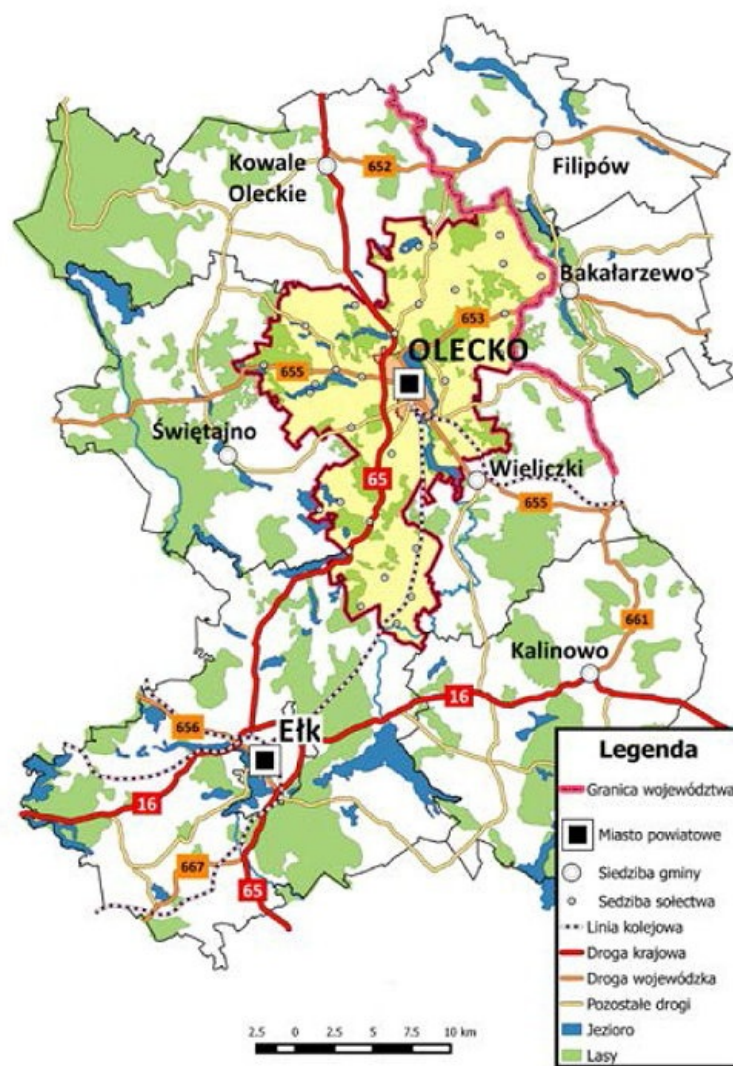 Kowale
Oleckie
652
Filipów
Bakałarzewo
653
OLECKO
655
Świętajno
65
Wieliczki
655
661
Kalinowo
16
656
Ełk
16
667
65
Legenda
Granica województwa
Miasto powiatowe
Siedziba gminy
Sedziba sołectwa
Linia kolejowa
Droga krajowa
Droga wojewódzka
Pozostałe drogi
Jezioro
Lasy
2.5 0 2.5 5 7.5 10 km